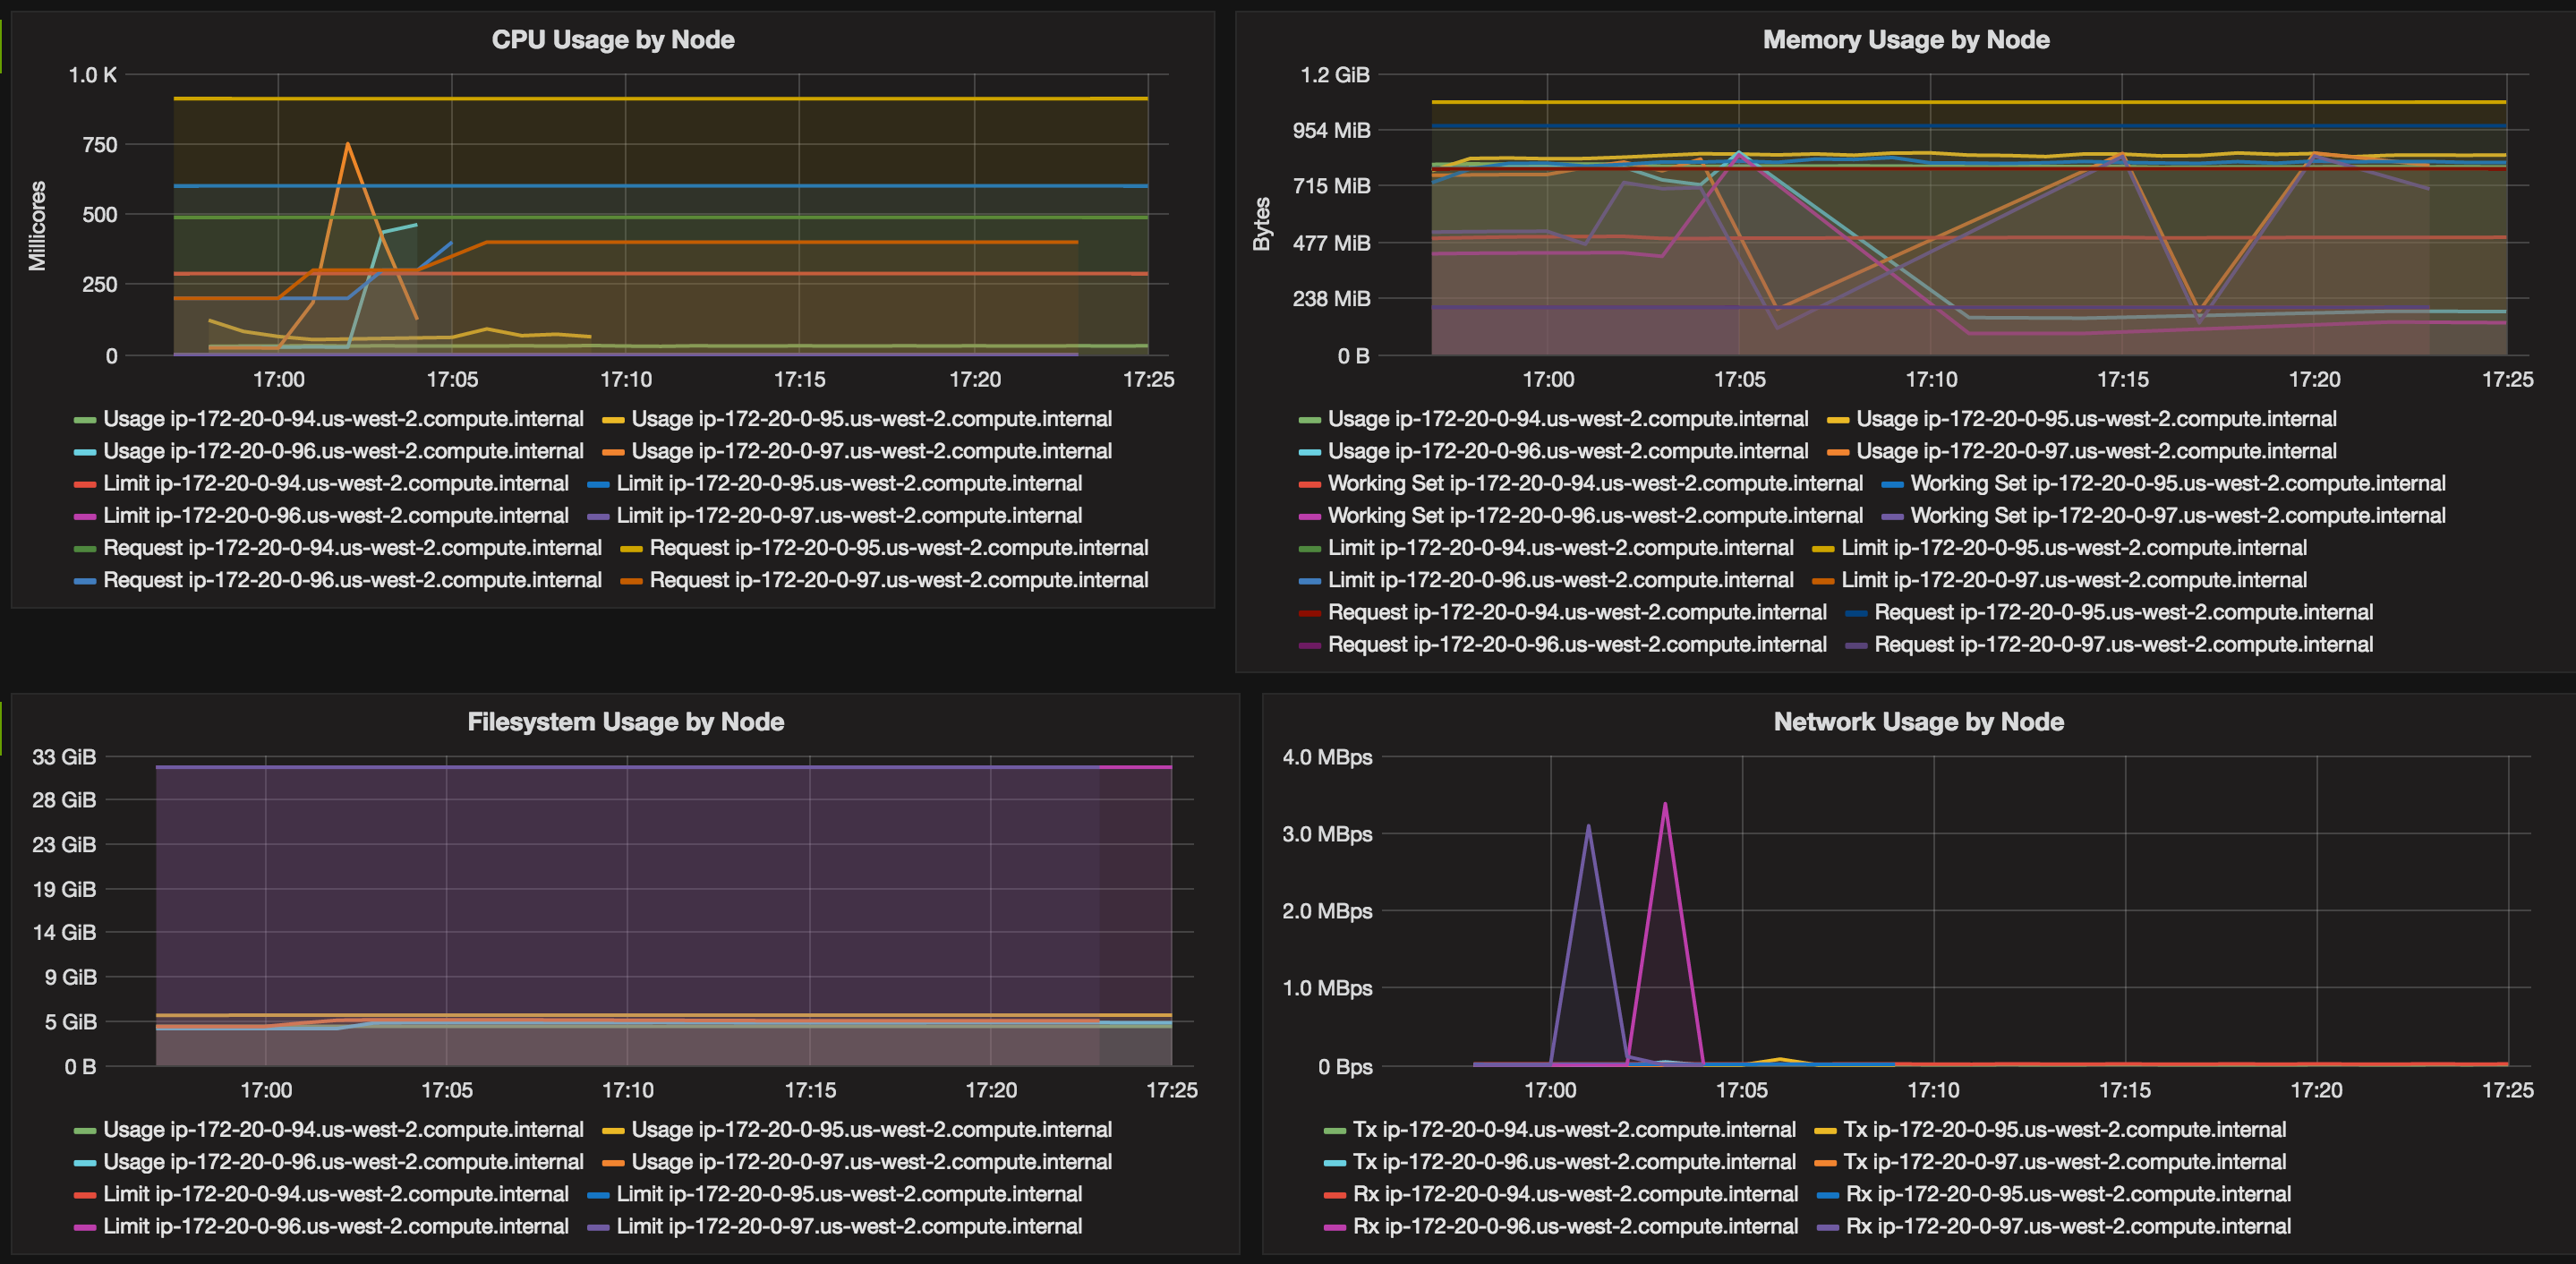 CPU Usage by Node
1.0 K
750
500
250
0
Millicores
17:00 17:05 17:10 17:15 17:20 17:25
Usage ip-172-20-0-94.us-west-2.compute.internal Usage ip-172-20-0-95.us-west-2.compute.internal
Usage ip-172-20-0-96.us-west-2.compute.internal Usage ip-172-20-0-97.us-west-2.compute.internal
Limit ip-172-20-0-94.us-west-2.compute.internal Limit ip-172-20-0-95.us-west-2.compute.internal
Limit ip-172-20-0-96.us-west-2.compute.internal Limit ip-172-20-0-97.us-west-2.compute.internal
Request ip-172-20-0-94.us-west-2.compute.internal Request ip-172-20-0-95.us-west-2.compute.internal
Request ip-172-20-0-96.us-west-2.compute.internal Request ip-172-20-0-97.us-west-2.compute.internal
Memory Usage by Node
1.2 GiB
954 MiB
715 MiB
477 MiB
238 MiB
0 B
Bytes
17:00 17:05 17:10 17:15 17:20 17:25
Usage ip-172-20-0-94.us-west-2.compute.internal Usage ip-172-20-0-95.us-west-2.compute.internal
Usage ip-172-20-0-96.us-west-2.compute.internal Usage ip-172-20-0-97.us-west-2.compute.internal
Working Set ip-172-20-0-94.us-west-2.compute.internal Working Set ip-172-20-0-95.us-west-2.compute.internal
Working Set ip-172-20-0-96.us-west-2.compute.internal Working Set ip-172-20-0-97.us-west-2.compute.internal
Limit ip-172-20-0-94.us-west-2.compute.internal Limit ip-172-20-0-95.us-west-2.compute.internal
Limit ip-172-20-0-96.us-west-2.compute.internal Limit ip-172-20-0-97.us-west-2.compute.internal
Request ip-172-20-0-94.us-west-2.compute.internal Request ip-172-20-0-95.us-west-2.compute.internal
Request ip-172-20-0-96.us-west-2.compute.internal Request ip-172-20-0-97.us-west-2.compute.internal
Filesystem Usage by Node
33 GiB
28 GiB
23 GiB
19 GiB
14 GiB
9 GiB
5 GiB
0 B
17:00 17:05 17:10 17:15 17:20 17:25
Usage ip-172-20-0-94.us-west-2.compute.internal Usage ip-172-20-0-95.us-west-2.compute.internal
Usage ip-172-20-0-96.us-west-2.compute.internal Usage ip-172-20-0-97.us-west-2.compute.internal
Limit ip-172-20-0-94.us-west-2.compute.internal Limit ip-172-20-0-95.us-west-2.compute.internal
Limit ip-172-20-0-96.us-west-2.compute.internal Limit ip-172-20-0-97.us-west-2.compute.internal
Network Usage by Node
4.0 MBps
3.0 MBps
2.0 MBps
1.0 MBps
0 Bps
17:00 17:05 17:10 17:15 17:20 17:25
Tx ip-172-20-0-94.us-west-2.compute.internal Tx ip-172-20-0-95.us-west-2.compute.internal
Tx ip-172-20-0-96.us-west-2.compute.internal Tx ip-172-20-0-97.us-west-2.compute.internal
Rx ip-172-20-0-94.us-west-2.compute.internal Rx ip-172-20-0-95.us-west-2.compute.internal
Rx ip-172-20-0-96.us-west-2.compute.internal Rx ip-172-20-0-97.us-west-2.compute.internal